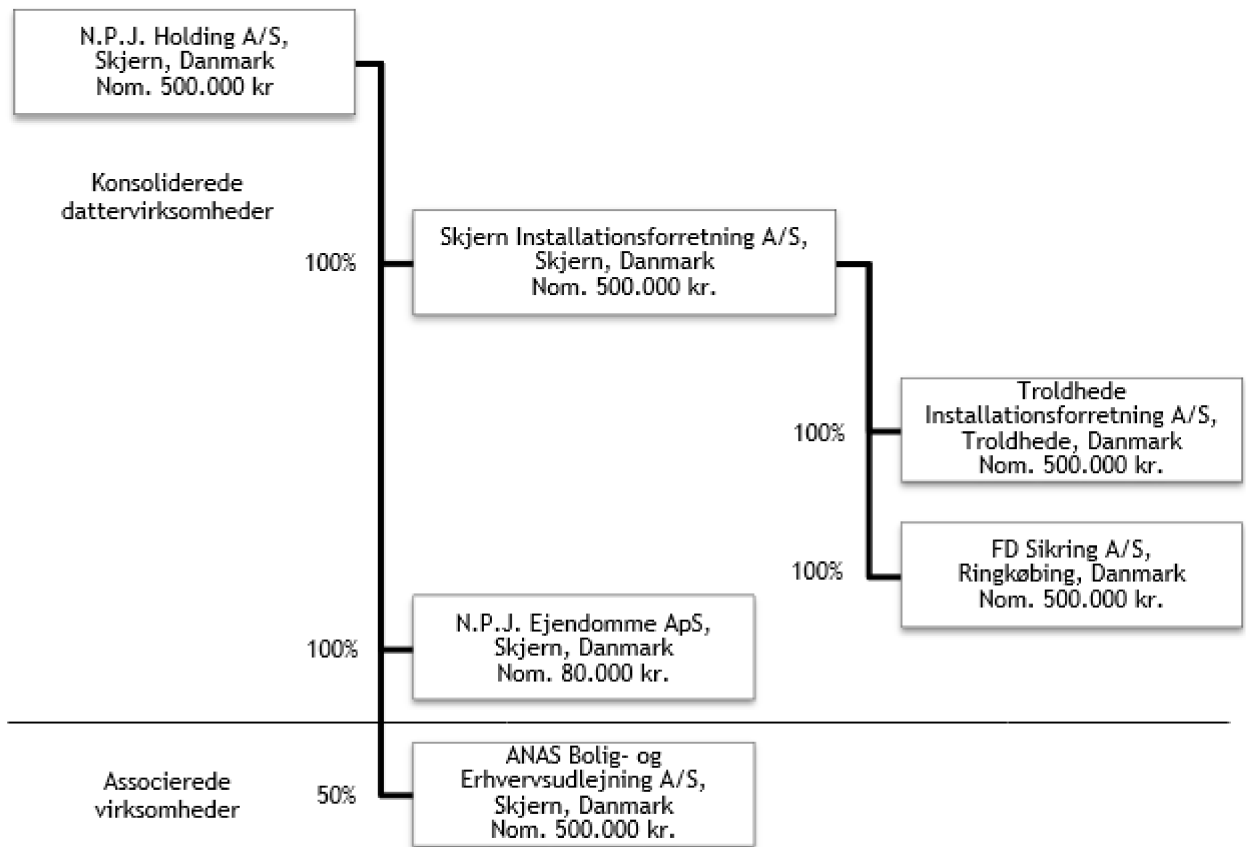 N.P.J. Holding A/S,
Skjern, Danmark
Nom. 500.000 kr
Konsoliderede
dattervirksomheder
100%
Skjern Installationsforretning A/S,
Skjern, Danmark
Nom. 500.000 kr.
100%
Troldhede
Installationsforretning A/S,
Troldhede, Danmark
Nom. 500.000 kr.
100%
FD Sikring A/S,
Ringkøbing, Danmark
Nom. 500.000 kr.
100%
N.P.J. Ejendomme ApS,
Skjern, Danmark
Nom. 80.000 kr.
Associerede
virksomheder
50%
ANAS Bolig- og
Erhvervsudlejning A/S,
Skjern, Danmark
Nom. 500.000 kr.